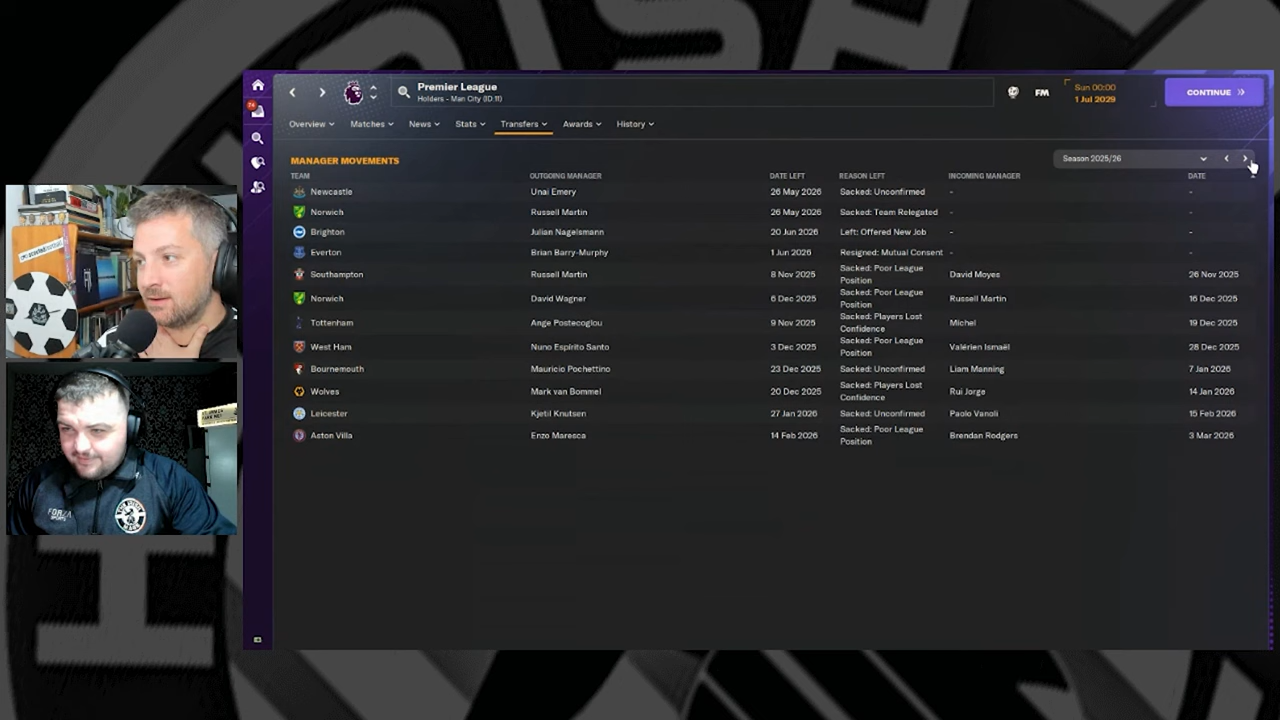 Premier League
Holders - Man City (ID:11)
FM
Sun 00:00
1 Jul 2029
CONTINUE
Overview
Matches
News
Stats
Transfers
Awards
History
MANAGER MOVEMENTS
Season 2025/26
TEAM OUTGOING MANAGER DATE LEFT REASON LEFT INCOMING MANAGER DATE
Newcastle Unai Emery 26 May 2026 Sacked: Unconfirmed - -
Norwich Russell Martin 26 May 2026 Sacked: Team Relegated - -
Brighton Julian Nagelsmann 20 Jun 2026 Left: Offered New Job - -
Everton Brian Barry-Murphy 1 Jun 2026 Resigned: Mutual Consent - -
Southampton Russell Martin 8 Nov 2025 Sacked: Poor League Position David Moyes 26 Nov 2025
Norwich David Wagner 6 Dec 2025 Sacked: Poor League Position Russell Martin 16 Dec 2025
Tottenham Ange Postecoglou 9 Nov 2025 Sacked: Players Lost Confidence Michel 19 Dec 2025
West Ham Nuno Espírito Santo 3 Dec 2025 Sacked: Poor League Position Valérien Ismaël 28 Dec 2025
Bournemouth Mauricio Pochettino 23 Dec 2025 Sacked: Unconfirmed Liam Manning 7 Jan 2026
Wolves Mark van Bommel 20 Dec 2025 Sacked: Players Lost Confidence Rui Jorge 14 Jan 2026
Leicester Kjetil Knutsen 27 Jan 2026 Sacked: Unconfirmed Paolo Vanoli 15 Feb 2026
Aston Villa Enzo Maresca 14 Feb 2026 Sacked: Poor League Position Brendan Rodgers 3 Mar 2026
FORZA